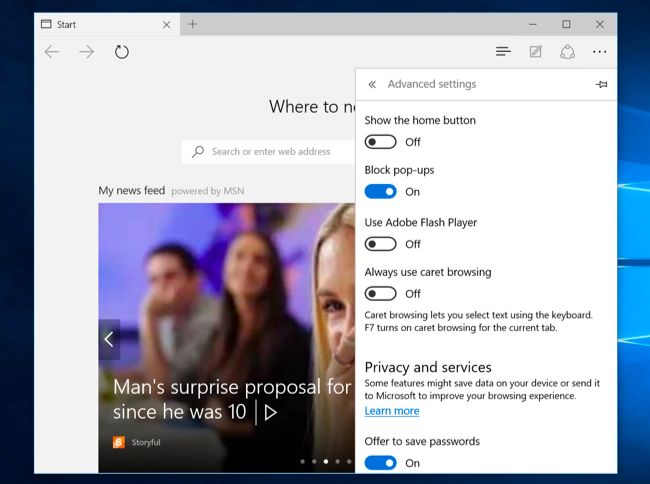 Start
Advanced settings
Where to n
Show the home button
Off
Search or enter web address
Block pop-ups
On
My news feed powered by MSN
Use Adobe Flash Player
Off
Always use caret browsing
Off
Caret browsing lets you select text using the keyboard.
F7 turns on caret browsing for the current tab.
Privacy and services
Some features might save data on your device or send it
to Microsoft to improve your browsing experience.
Learn more
Man's surprise proposal for
since he was 10
Storyful
Offer to save passwords
On